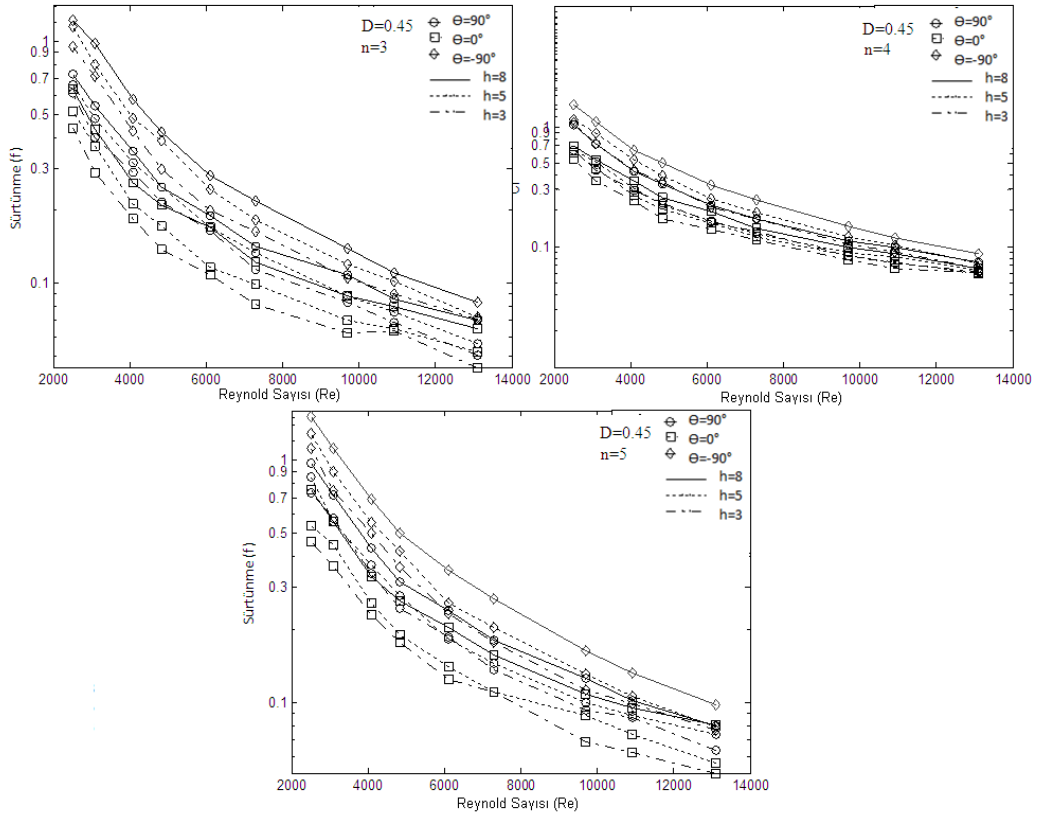 D=0.45
n=3
Θ=90°
Θ=0°
Θ=-90°
h=8
h=5
h=3
1
0.9
0.7
0.5
0.3
0.1
Sürtünme (f)
2000 4000 6000 8000 10000 12000 14000
Reynold Sayısı (Re)
D=0.45
n=4
Θ=90°
Θ=0°
Θ=-90°
h=8
h=5
h=3
1
0.9
0.7
0.5
0.3
0.1
2000 4000 6000 8000 10000 12000 14000
Reynold Sayısı (Re)
D=0.45
n=5
Θ=90°
Θ=0°
Θ=-90°
h=8
h=5
h=3
1
0.9
0.7
0.5
0.3
0.1
Sürtünme (f)
2000 4000 6000 8000 10000 12000 14000
Reynold Sayısı (Re)